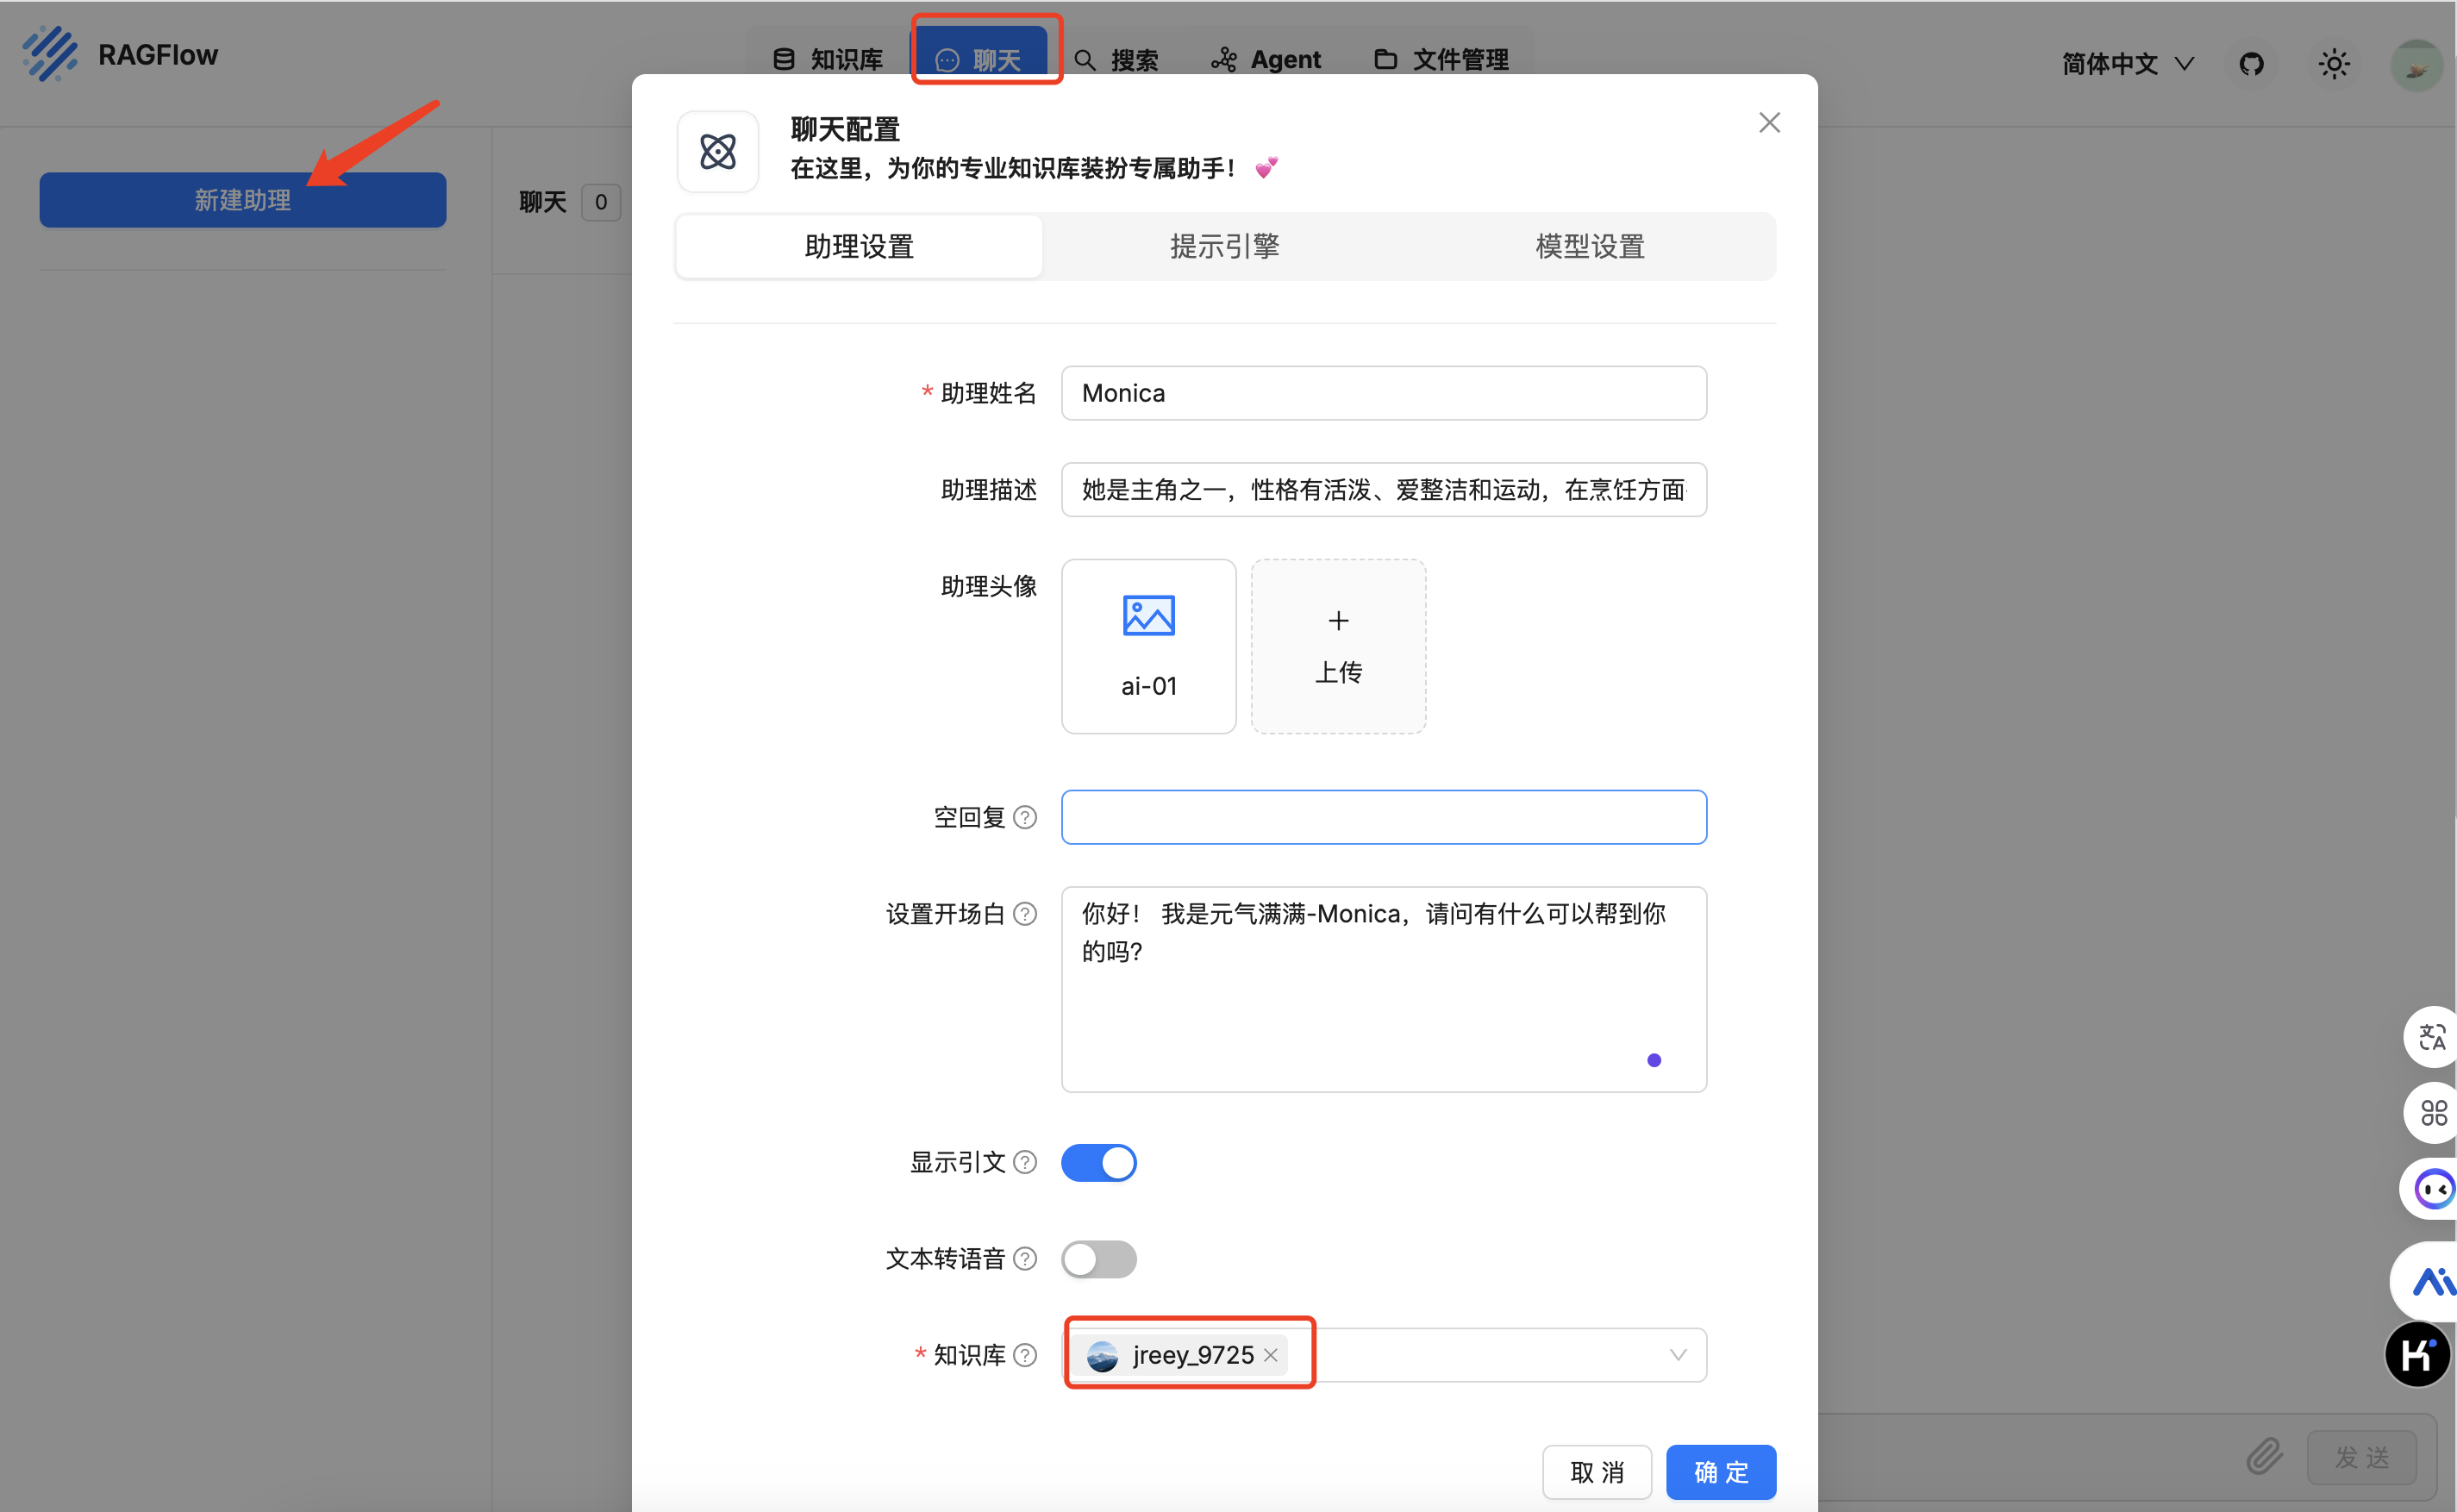 RAGFlow
知识库
聊天
搜索
Agent
文件管理
简体中文
新建助理
聊天 0
聊天配置
在这里，为你的专业知识库装扮专属助手！ 💕
助理设置
提示引擎
模型设置
* 助理姓名
Monica
助理描述
她是主角之一，性格有活泼、爱整洁和运动，在烹饪方面
助理头像
ai-01
上传
空回复
设置开场白
你好！ 我是元气满满-Monica，请问有什么可以帮到你
的吗?
显示引文
文本转语音
* 知识库
jreey_9725
取 消
确 定
发 送